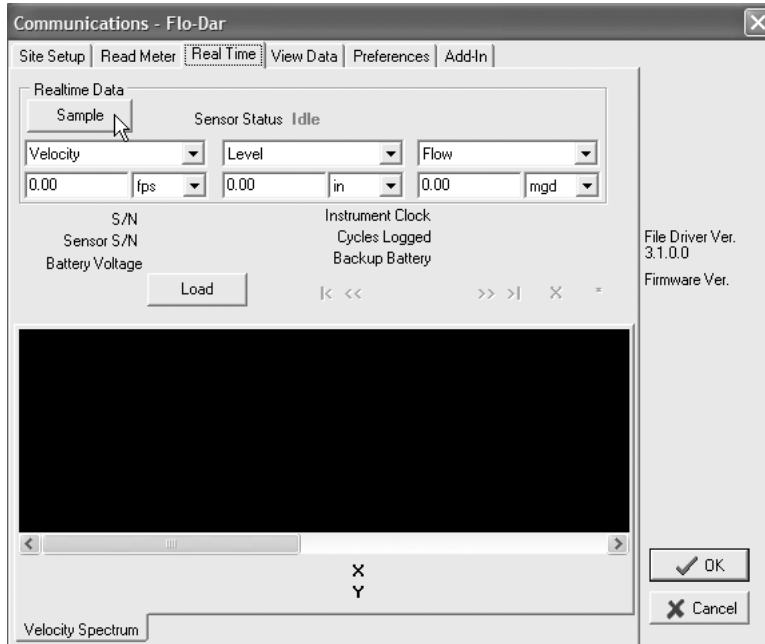 Communications - Flo-Dar
Site Setup Read Meter Real Time View Data Preferences Add-In
Realtime Data
Sample
Sensor Status Idle
Velocity Level Flow
0.00 fps 0.00 in 0.00 mgd
S/N Instrument Clock
Sensor S/N Cycles Logged
Battery Voltage Backup Battery
File Driver Ver.
3.1.0.0
Firmware Ver.
Load |< << >> >| X *
X
Y
OK
Cancel
Velocity Spectrum